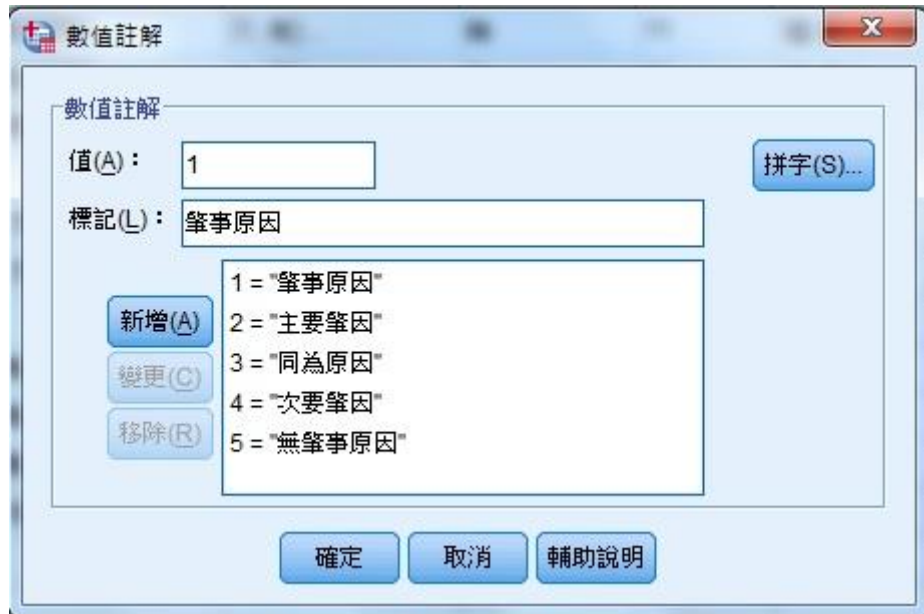 數值註解
數值註解
值(A)：
1
拼字(S)...
標記(L)：
肇事原因
1 = "肇事原因"
新增(A)
2 = "主要肇因"
3 = "同為原因"
變更(C)
4 = "次要肇因"
移除(R)
5 = "無肇事原因"
確定
取消
輔助說明